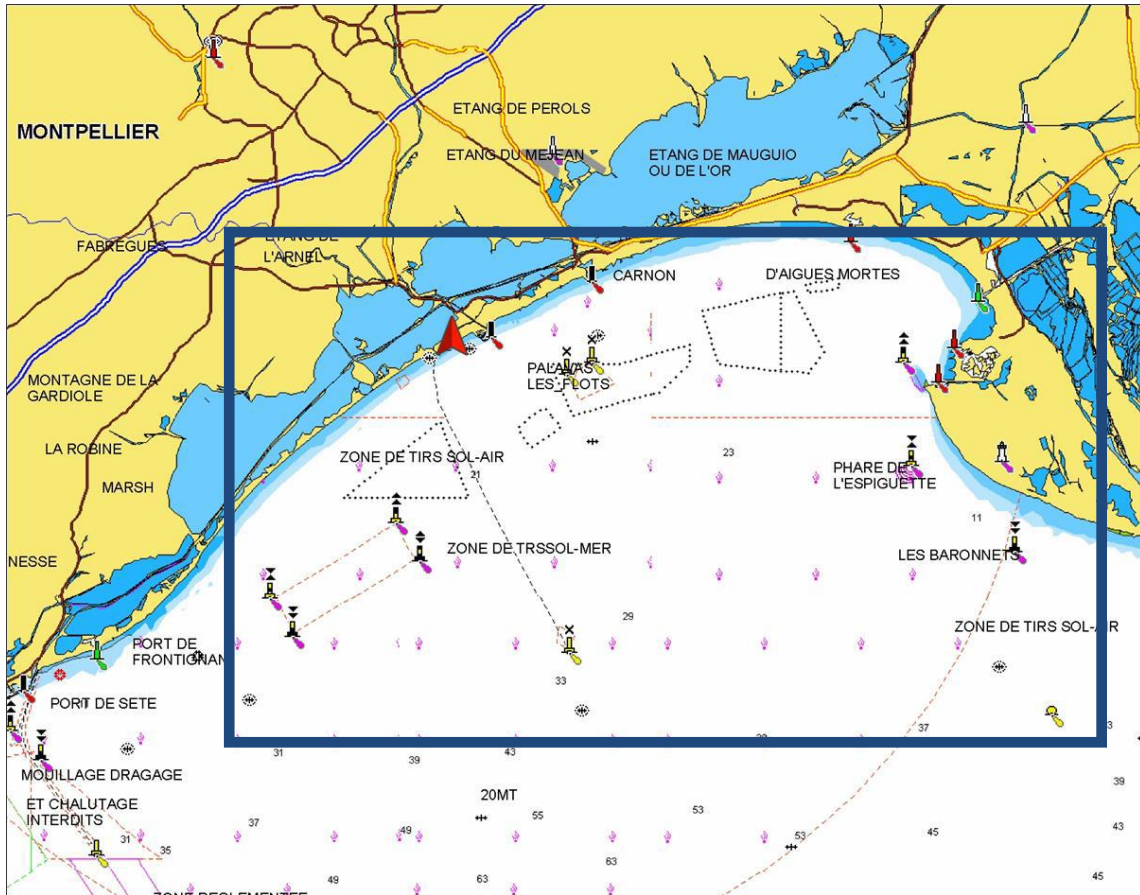 ETANG DE PEROLS
MONTPELLIER
ETANG DU MEJEAN
ETANG DE MAUGUIO
OU DE L'OR
FABREGUES
L'ARNEL
CARNON
D'AIGUES MORTES
PALAVAS
LES_FLOTS
MONTAGNE DE LA
GARDIOLE
LA ROBINE
ZONE DE TIRS SOL-AIR
21
23
MARSH
PHARE DE
L'ESPIGUETTE
11
NESSE
ZONE DE TRSSOL-MER
LES BARONNETS
29
ZONE DE TIRS SOL-AIR
PORT DE
FRONTIGNAN
33
PORT DE SETE
37
31
39
43
MOUILLAGE DRAGAGE
39
ET CHALUTAGE
INTERDITS
20MT
55
53
37
49
53
45
43
31
35
49
63
63
45